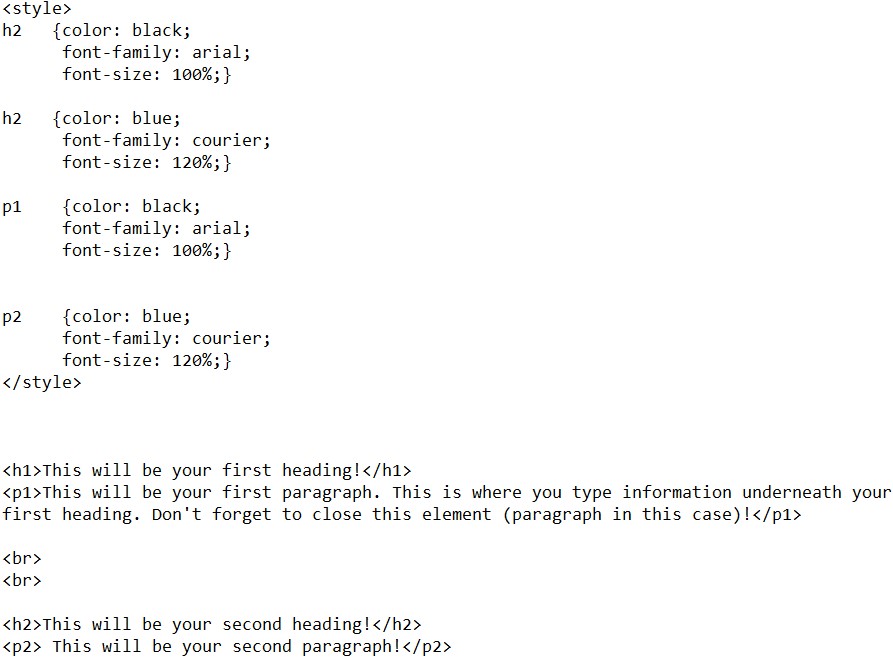 <style>
h2   {color: black;
      font-family: arial;
      font-size: 100%;}
h2   {color: blue;
      font-family: courier;
      font-size: 120%;}
p1    {color: black;
      font-family: arial;
      font-size: 100%;}
p2    {color: blue;
      font-family: courier;
      font-size: 120%;}
</style>
<h1>This will be your first heading!</h1>
<p1>This will be your first paragraph. This is where you type information underneath your
first heading. Don't forget to close this element (paragraph in this case)!</p1>
<br>
<br>
<h2>This will be your second heading!</h2>
<p2> This will be your second paragraph!</p2>